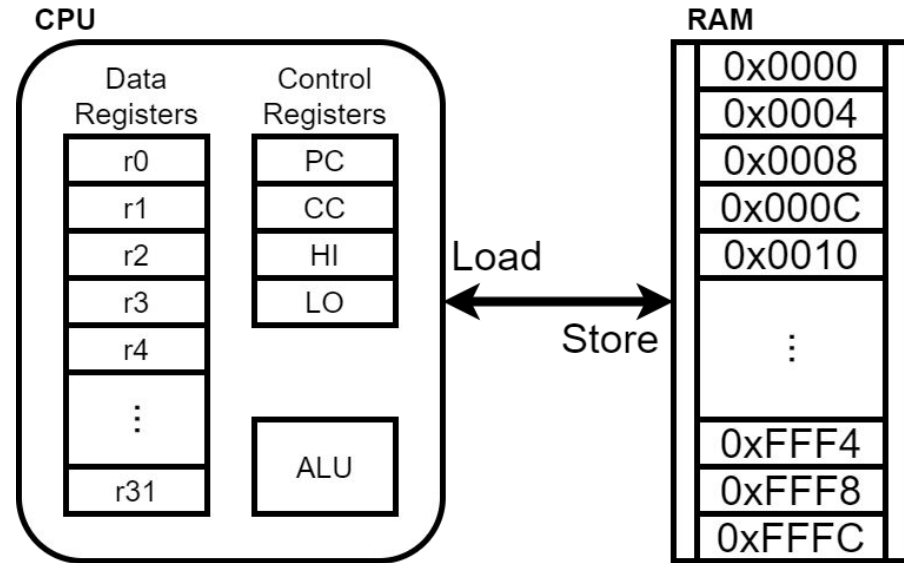 CPU
Data
Registers
r0
r1
r2
r3
r4
⋮
r31
Control
Registers
PC
CC
HI
LO
ALU
Load
Store
RAM
0x0000
0x0004
0x0008
0x000C
0x0010
⋮
0xFFF4
0xFFF8
0xFFFC